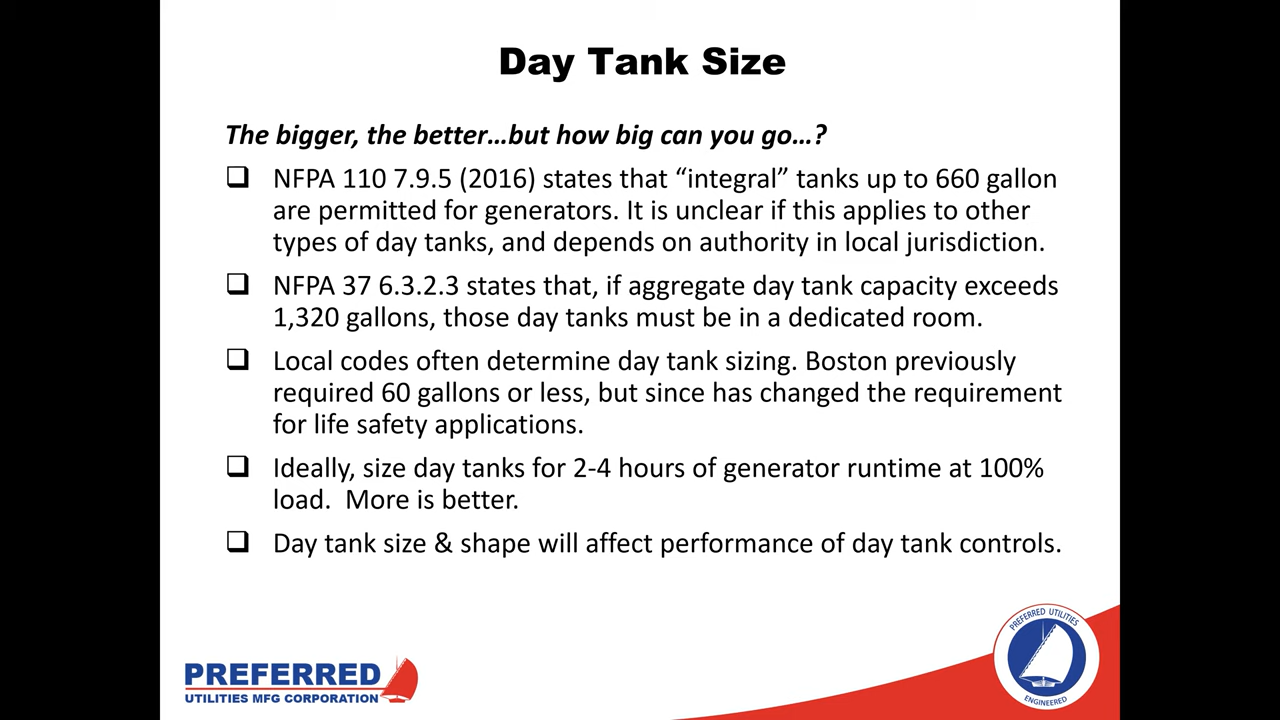 Day Tank Size
The bigger, the better…but how big can you go…?
❑ NFPA 110 7.9.5 (2016) states that “integral” tanks up to 660 gallon
are permitted for generators. It is unclear if this applies to other
types of day tanks, and depends on authority in local jurisdiction.
❑ NFPA 37 6.3.2.3 states that, if aggregate day tank capacity exceeds
1,320 gallons, those day tanks must be in a dedicated room.
❑ Local codes often determine day tank sizing. Boston previously
required 60 gallons or less, but since has changed the requirement
for life safety applications.
❑ Ideally, size day tanks for 2-4 hours of generator runtime at 100%
load.  More is better.
❑ Day tank size & shape will affect performance of day tank controls.
PREFERRED
UTILITIES MFG CORPORATION
PREFERRED UTILITIES
ENGINEERED